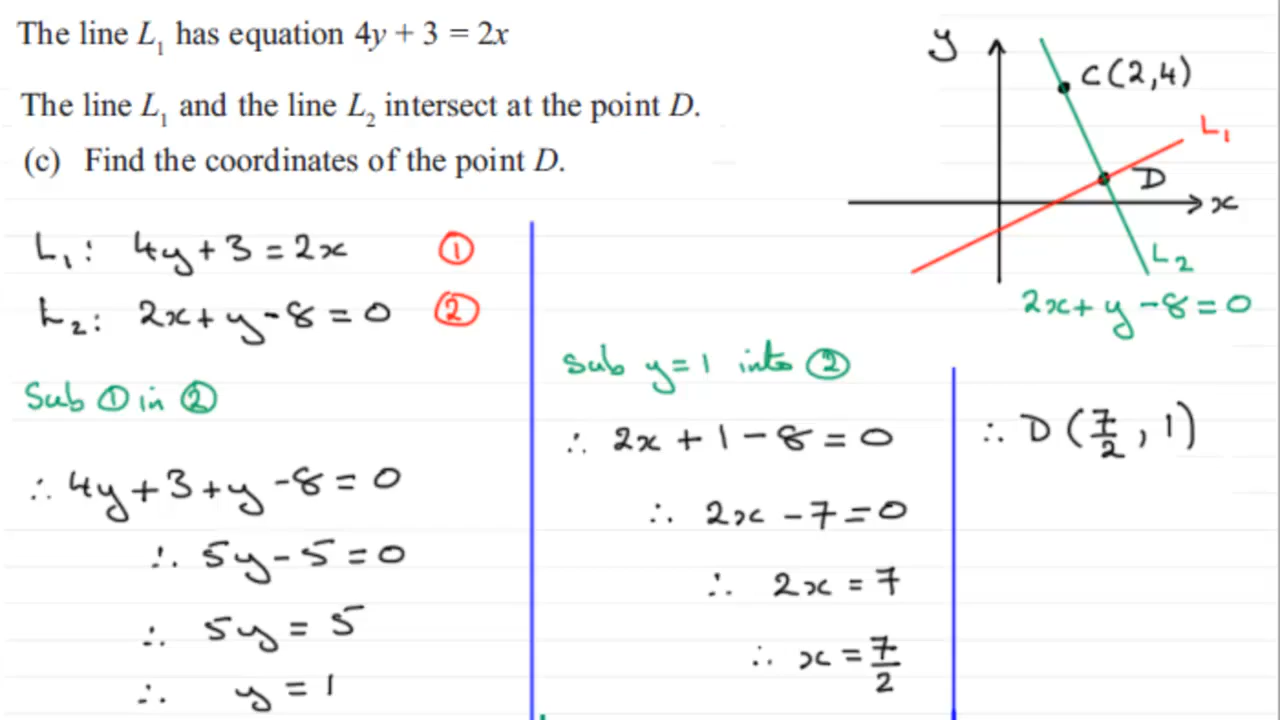 The line L₁ has equation 4y + 3 = 2x
The line L₁ and the line L₂ intersect at the point D.
(c) Find the coordinates of the point D.
y
C(2,4)
L₁
D
x
L₂
2x+y-8=0
L₁: 4y+3=2x ①
L₂: 2x+y-8=0 ②
Sub ① in ②
∴ 4y+3+y-8=0
∴ 5y-5=0
∴ 5y=5
∴ y=1
Sub y=1 into ②
∴ 2x+1-8=0
∴ 2x-7=0
∴ 2x=7
∴ x=7/2
∴ D(7/2, 1)